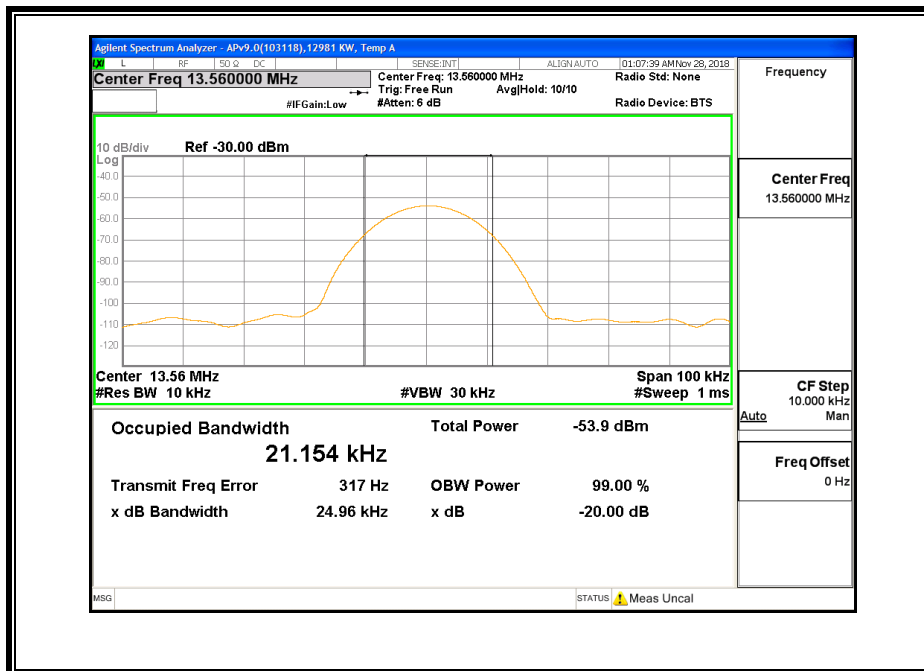 Agilent Spectrum Analyzer - APv9.0(103118),12981 KW, Temp A
LXI L RF 50 Ω DC SENSE:INT ALIGN AUTO 01:07:39 AM Nov 28, 2018
Center Freq 13.560000 MHz
Center Freq: 13.560000 MHz Radio Std: None
Trig: Free Run Avg|Hold: 10/10
#IFGain:Low #Atten: 6 dB Radio Device: BTS
10 dB/div Ref -30.00 dBm
Log
-40.0
-50.0
-60.0
-70.0
-80.0
-90.0
-100
-110
-120
Center 13.56 MHz Span 100 kHz
#Res BW 10 kHz #VBW 30 kHz #Sweep 1 ms
Occupied Bandwidth Total Power -53.9 dBm
21.154 kHz
Transmit Freq Error 317 Hz OBW Power 99.00 %
x dB Bandwidth 24.96 kHz x dB -20.00 dB
MSG STATUS Meas Uncal
Frequency
Center Freq
13.560000 MHz
CF Step
10.000 kHz
Auto Man
Freq Offset
0 Hz